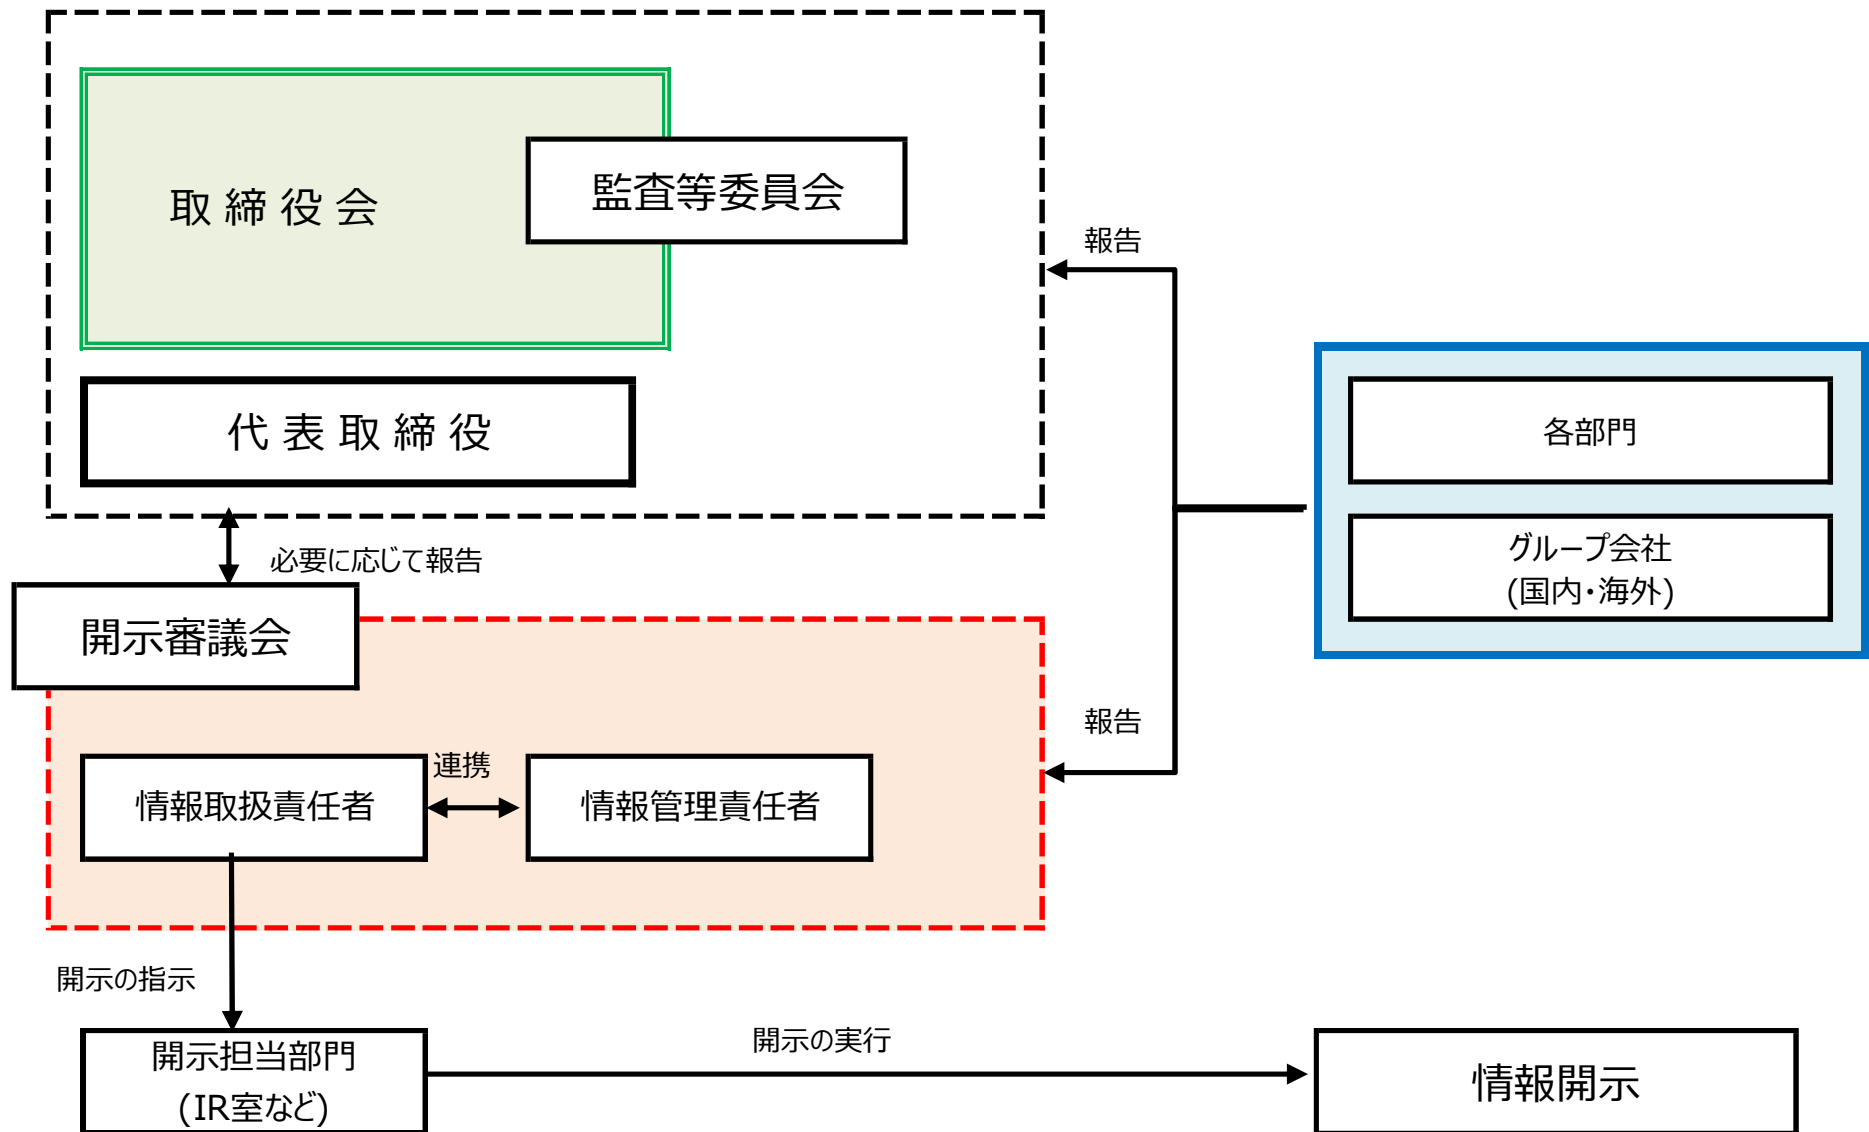 取締役会
監査等委員会
報告
代表取締役
各部門
グループ会社
(国内・海外)
必要に応じて報告
開示審議会
報告
連携
情報取扱責任者
情報管理責任者
開示の指示
開示担当部門
(IR室など)
開示の実行
情報開示